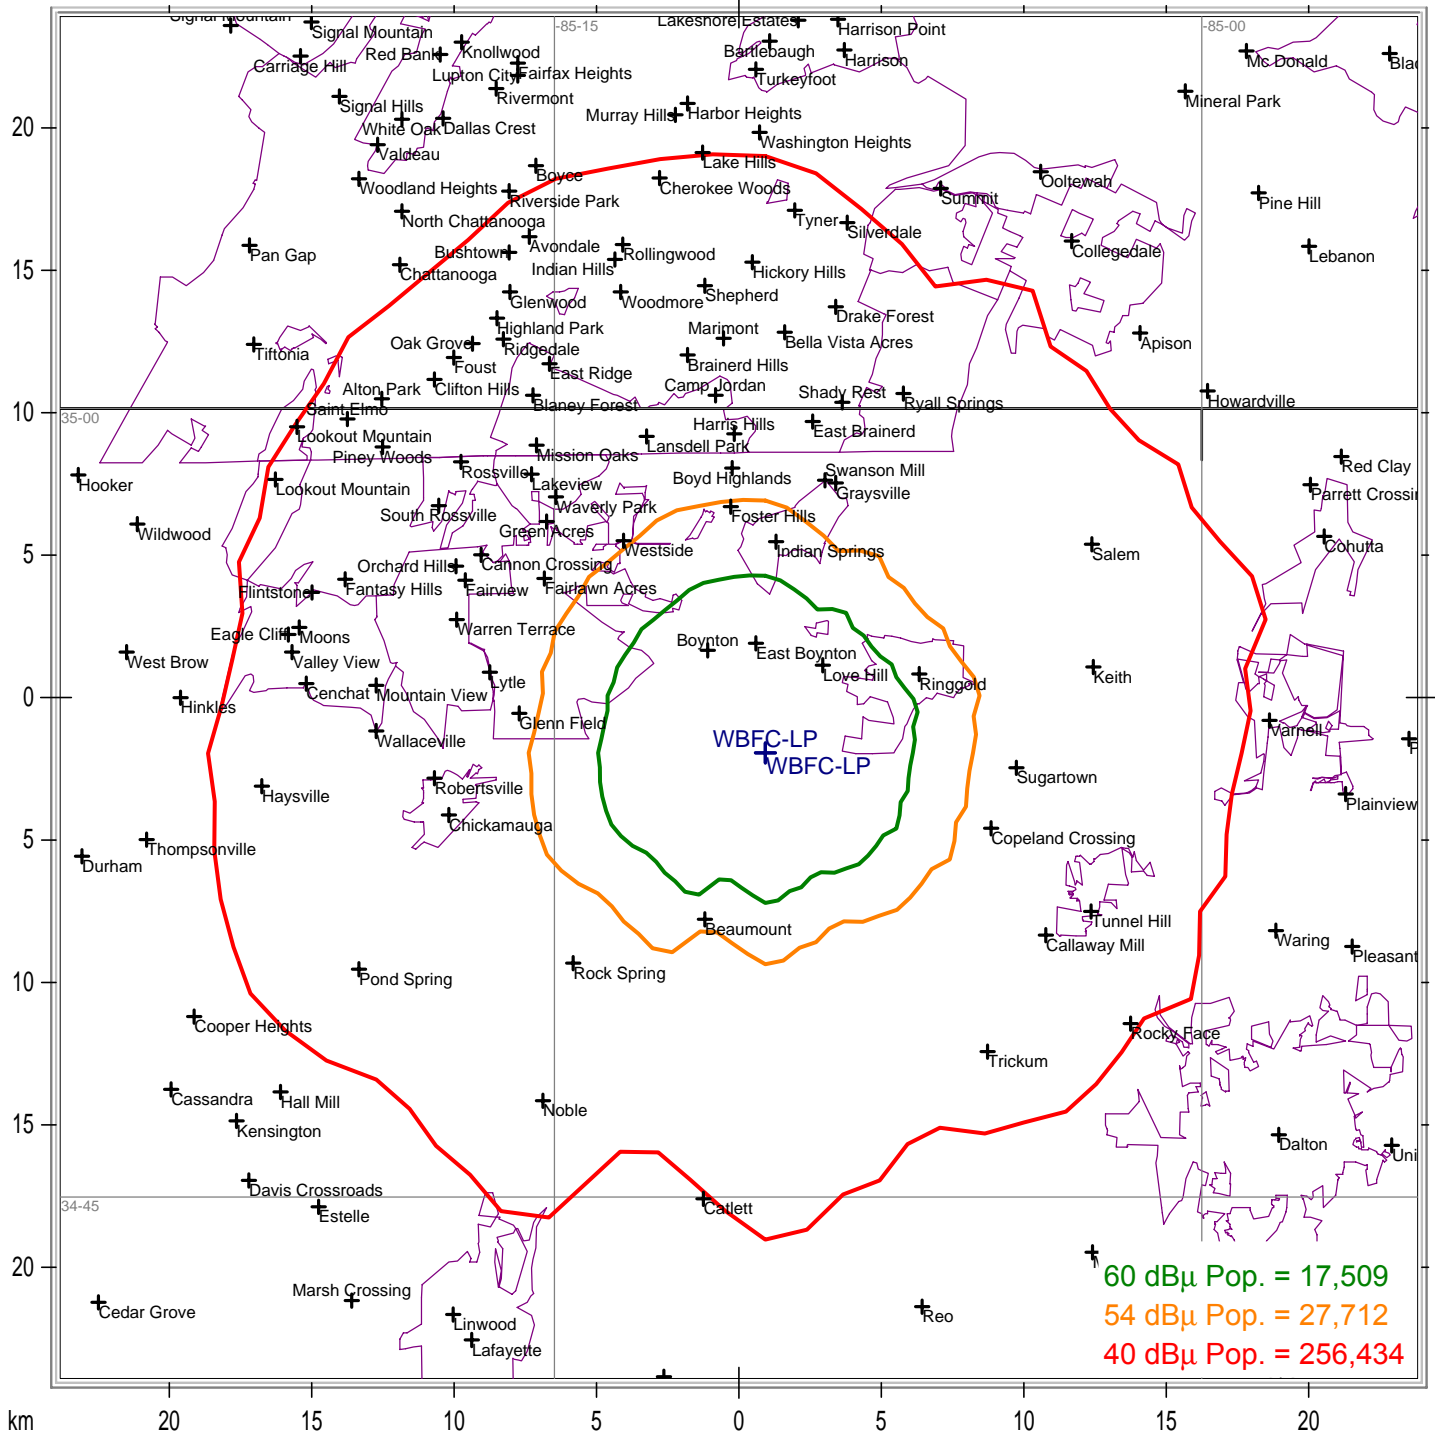 Signal Mountain
Signal Mountain
-85-15
Lakeshore Estates
Harrison Point
-85-00
Carriage Hill
Red Bank
Knollwood
Bartlebaugh
Harrison
Mc Donald
Lupton City
Fairfax Heights
Turkeyfoot
Signal Hills
Rivermont
Mineral Park
White Oak
Dallas Crest
Murray Hills
Harbor Heights
20
Valdeau
Washington Heights
Woodland Heights
Boyce
Lake Hills
Cherokee Woods
Summit
Ooltewah
Riverside Park
Pine Hill
North Chattanooga
Tyner
Silverdale
Pan Gap
Bushtown
Avondale
Rollingwood
Collegedale
Lebanon
15
Chattanooga
Indian Hills
Hickory Hills
Glenwood
Woodmore
Shepherd
Highland Park
Drake Forest
Tiftonia
Oak Grove
Ridgedale
Marimont
Bella Vista Acres
Apison
Foust
East Ridge
Brainerd Hills
Alton Park
Clifton Hills
Camp Jordan
Shady Rest
Ryall Springs
Howardville
Blaney Forest
10
35-00
Saint Elmo
Lookout Mountain
Harris Hills
East Brainerd
Piney Woods
Mission Oaks
Lansdell Park
Red Clay
Hooker
Lookout Mountain
Rossville
Lakeview
Boyd Highlands
Swanson Mill
Graysville
Waverly Park
South Rossville
Foster Hills
Wildwood
Green Acres
Westside
Indian Springs
Salem
Cohutta
5
Orchard Hills
Cannon Crossing
Flintstone
Fantasy Hills
Fairview
Fairlawn Acres
Eagle Cliff
Moons
Warren Terrace
Boynton
East Boynton
West Brow
Valley View
Love Hill
Ringgold
Keith
Cenchat
Mountain View
Lytle
0
Hinkles
Glenn Field
Varnell
Wallaceville
WBFC-LP
WBFC-LP
Sugartown
Haysville
Robertsville
Plainview
Chickamauga
Copeland Crossing
5
Thompsonville
Durham
Tunnel Hill
Beaumount
Callaway Mill
Waring
Pleasant
10
Pond Spring
Rock Spring
Cooper Heights
Rocky Face
Trickum
Cassandra
Hall Mill
Noble
15
Kensington
Dalton
Uni
Davis Crossroads
34-45
Estelle
Catlett
20
60 dBµ Pop. = 17,509
Cedar Grove
Marsh Crossing
Linwood
Reo
54 dBµ Pop. = 27,712
Lafayette
40 dBµ Pop. = 256,434
km
20
15
10
5
0
5
10
15
20